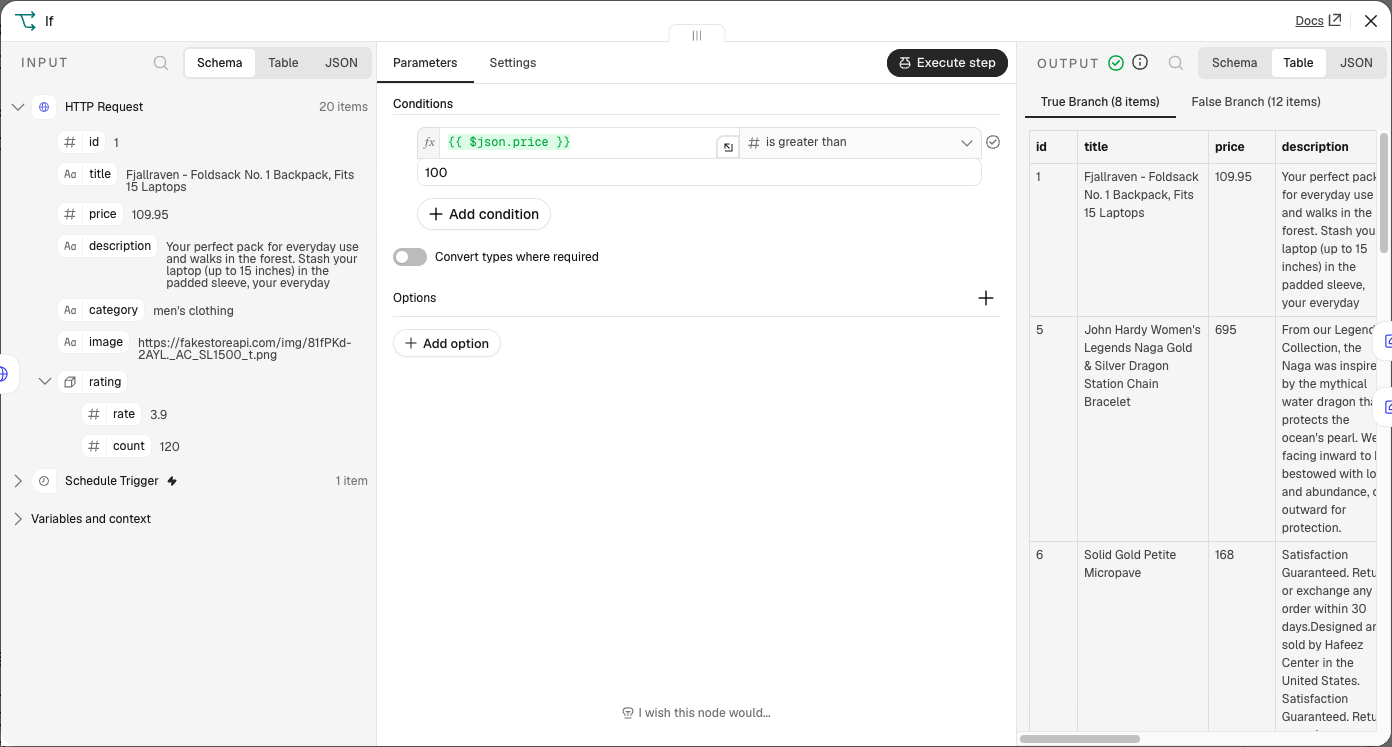 If
Docs
INPUT
Schema
Table
JSON
HTTP Request
20 items
id
1
Aa title
Fjallraven - Foldsack No. 1 Backpack, Fits
15 Laptops
price
109.95
Aa description
Your perfect pack for everyday use
and walks in the forest. Stash your
laptop (up to 15 inches) in the
padded sleeve, your everyday
Aa category
men's clothing
Aa image
https://fakestoreapi.com/img/81fPKd-
2AYL._AC_SL1500_t.png
rating
# rate
3.9
# count
120
Schedule Trigger
1 item
Variables and context
Parameters
Settings
Execute step
Conditions
fx {{ $json.price }}
# is greater than
100
Add condition
Convert types where required
Options
Add option
I wish this node would...
OUTPUT
Schema
Table
JSON
True Branch (8 items)
False Branch (12 items)
id
title
price
description
1
Fjallraven - Foldsack
No. 1 Backpack, Fits
15 Laptops
109.95
Your perfect pack
for everyday use
and walks in the
forest. Stash you
laptop (up to 15
inches) in the
padded sleeve,
your everyday
5
John Hardy Women's
Legends Naga Gold
& Silver Dragon
Station Chain
Bracelet
695
From our Legend
Collection, the
Naga was inspire
by the mythical
water dragon tha
protects the
ocean's pearl. We
facing inward to
bestowed with lo
and abundance,
outward for
protection.
6
Solid Gold Petite
Micropave
168
Satisfaction
Guaranteed. Retu
or exchange any
order within 30
days.Designed an
sold by Hafeez
Center in the
United States.
Satisfaction
Guaranteed. Retu